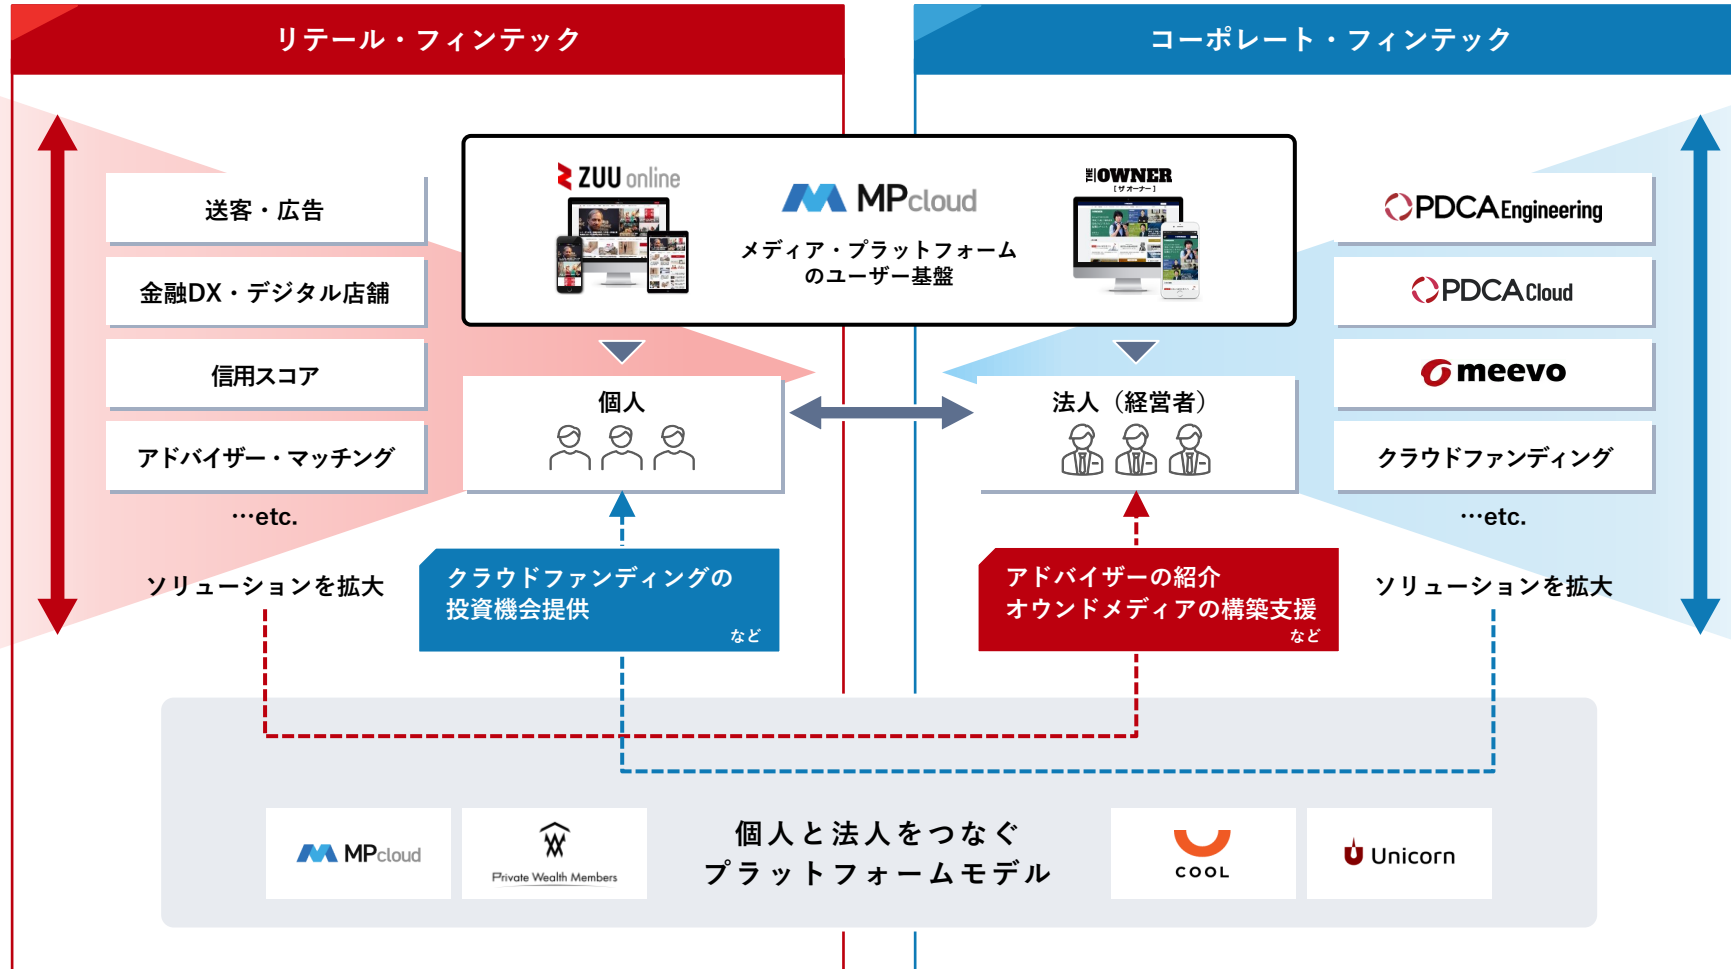 リテール・フィンテック
コーポレート・フィンテック
ZUU online
MPcloud
メディア・プラットフォーム
のユーザー基盤
THE OWNER
[ ザ オーナー ]
送客・広告
金融DX・デジタル店舗
信用スコア
アドバイザー・マッチング
…etc.
ソリューションを拡大
個人
法人（経営者）
PDCA Engineering
PDCA Cloud
meevo
クラウドファンディング
…etc.
ソリューションを拡大
クラウドファンディングの
投資機会提供
など
アドバイザーの紹介
オウンドメディアの構築支援
など
MPcloud
Private Wealth Members
個人と法人をつなぐ
プラットフォームモデル
COOL
Unicorn